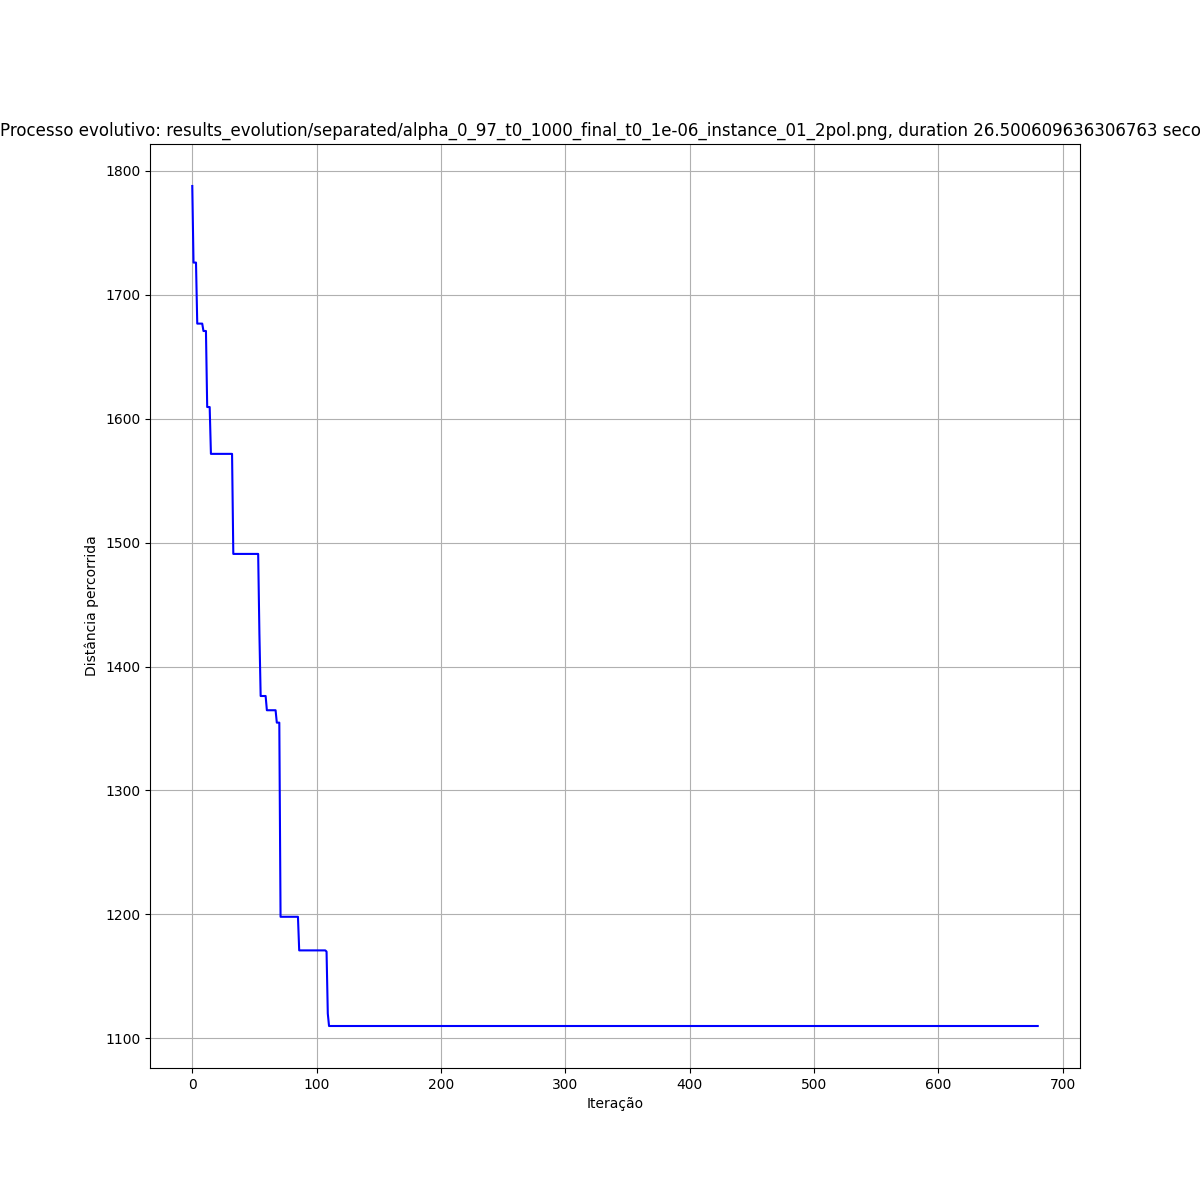 Processo evolutivo: results_evolution/separated/alpha_0_97_t0_1000_final_t0_1e-06_instance_01_2pol.png, duration 26.500609636306763 seco
1800
1700
1600
1500
1400
1300
1200
1100
Distância percorrida
0 100 200 300 400 500 600 700
Iteração